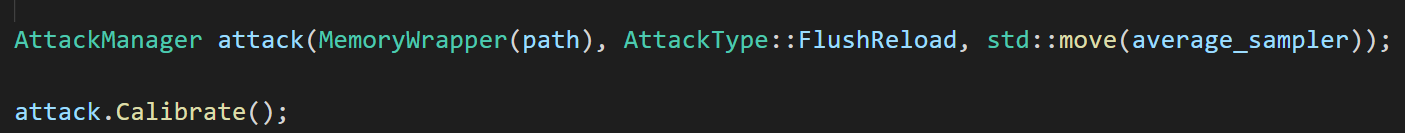 AttackManager attack(MemoryWrapper(path), AttackType::FlushReload, std::move(average_sampler));
attack.Calibrate();